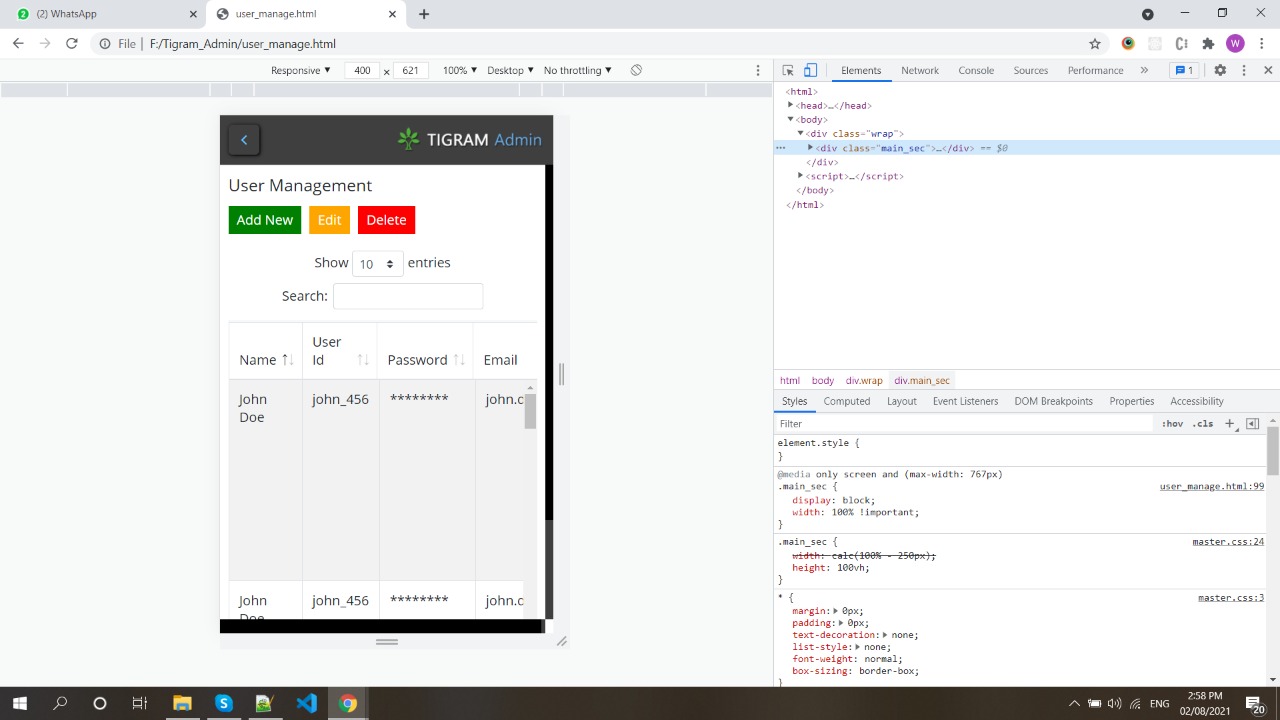 (2) WhatsApp
user_manage.html
File | F:/Tigram_Admin/user_manage.html
W
Responsive ▼ 400 × 621 100% ▼ Desktop ▼ No throttling ▼
Elements Network Console Sources Performance » 1
TIGRAM Admin
User Management
Add New Edit Delete
Show 10 entries
Search:
Name User Id Password Email
John Doe john_456 ******** john.d
John Doe john_456 ******** john.d
<html>
<head>…</head>
<body>
<div class="wrap">
<div class="main_sec">…</div> == $0
</div>
<script>…</script>
</body>
</html>
html body div.wrap div.main_sec
Styles Computed Layout Event Listeners DOM Breakpoints Properties Accessibility
Filter :hov .cls +
element.style {
}
@media only screen and (max-width: 767px)
.main_sec { user_manage.html:99
display: block;
width: 100% !important;
}
.main_sec { master.css:24
width: calc(100% - 250px);
height: 100vh;
}
* { master.css:3
margin: 0px;
padding: 0px;
text-decoration: none;
list-style: none;
font-weight: normal;
box-sizing: border-box;
}
ENG 2:58 PM
02/08/2021
20